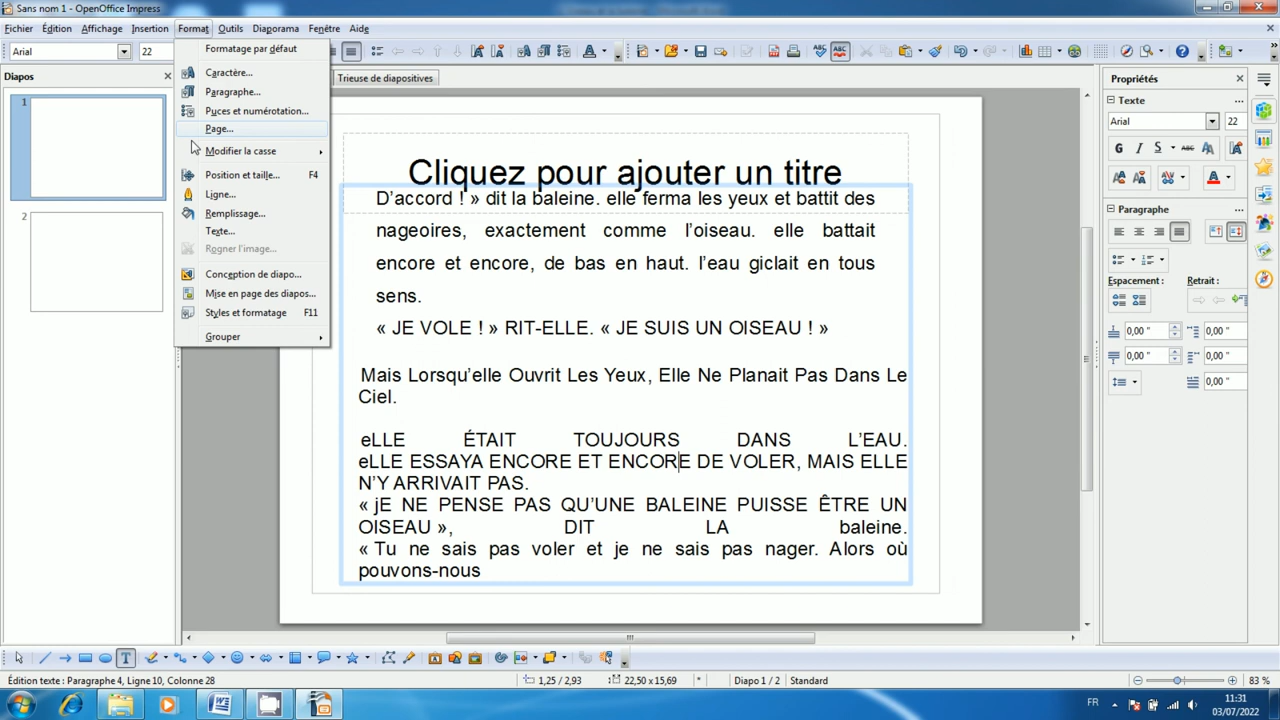 Sans nom 1 - OpenOffice Impress
Fichier Édition Affichage Insertion Format Outils Diaporama Fenêtre Aide
Arial 22
Diapos
1
2
Formatage par défaut
Caractère...
Paragraphe...
Puces et numérotation...
Page...
Modifier la casse
Position et taille... F4
Ligne...
Remplissage...
Texte...
Rogner l'image...
Conception de diapo...
Mise en page des diapos...
Styles et formatage F11
Grouper
Trieuse de diapositives
Cliquez pour ajouter un titre
D’accord ! » dit la baleine. elle ferma les yeux et battit des
nageoires, exactement comme l’oiseau. elle battait
encore et encore, de bas en haut. l’eau giclait en tous
sens.
« JE VOLE ! » RIT-ELLE. « JE SUIS UN OISEAU ! »
Mais Lorsqu’elle Ouvrit Les Yeux, Elle Ne Planait Pas Dans Le
Ciel.
eLLE ÉTAIT TOUJOURS DANS L’EAU.
eLLE ESSAYA ENCORE ET ENCORE DE VOLER, MAIS ELLE
N’Y ARRIVAIT PAS.
« jE NE PENSE PAS QU’UNE BALEINE PUISSE ÊTRE UN
OISEAU », DIT LA baleine.
« Tu ne sais pas voler et je ne sais pas nager. Alors où
pouvons-nous
Propriétés
Texte
Arial 22
Paragraphe
Espacement : Retrait :
0,00 " 0,00 "
0,00 " 0,00 "
0,00 "
Édition texte : Paragraphe 4, Ligne 10, Colonne 28 1,25 / 2,93 22,50 x 15,69 * Diapo 1 / 2 Standard 83 %
FR 11:31
03/07/2022